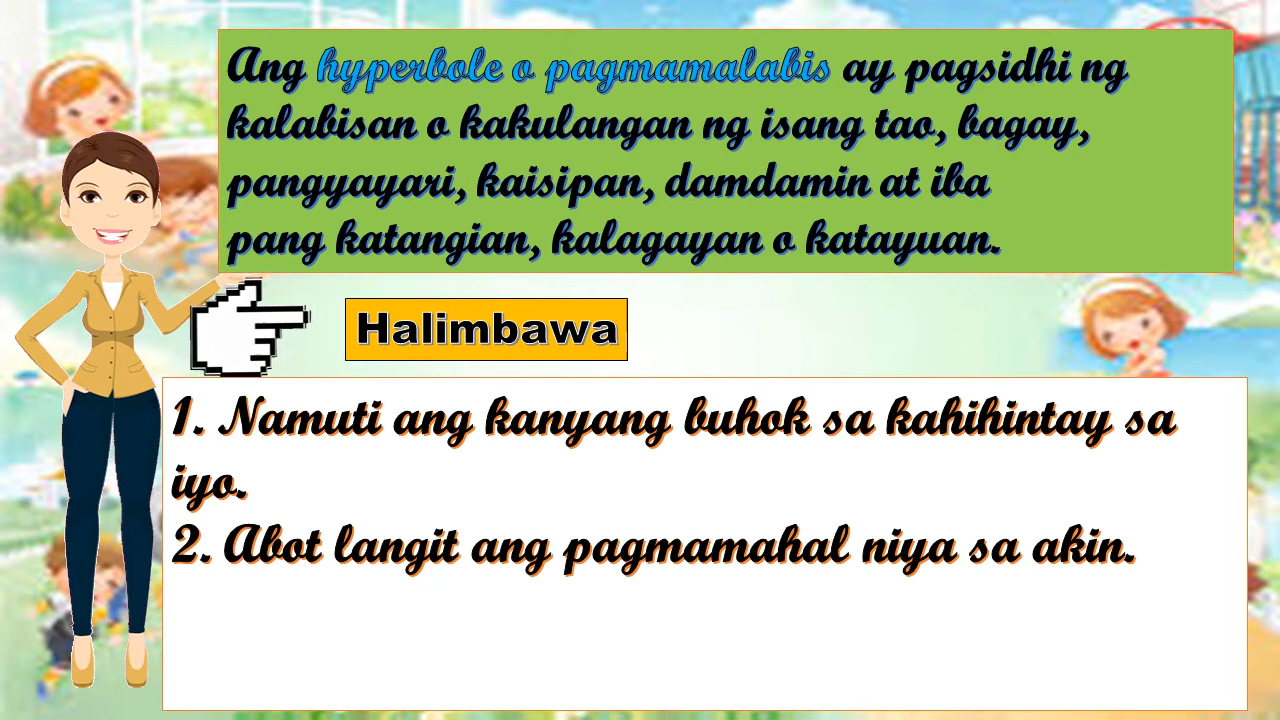 Ang hyperbole o pagmamalabis ay pagsidhi ng
kalabisan o kakulangan ng isang tao, bagay,
pangyayari, kaisipan, damdamin at iba
pang katangian, kalagayan o katayuan.
Halimbawa
1. Namuti ang kanyang buhok sa kahihintay sa
iyo.
2. Abot langit ang pagmamahal niya sa akin.